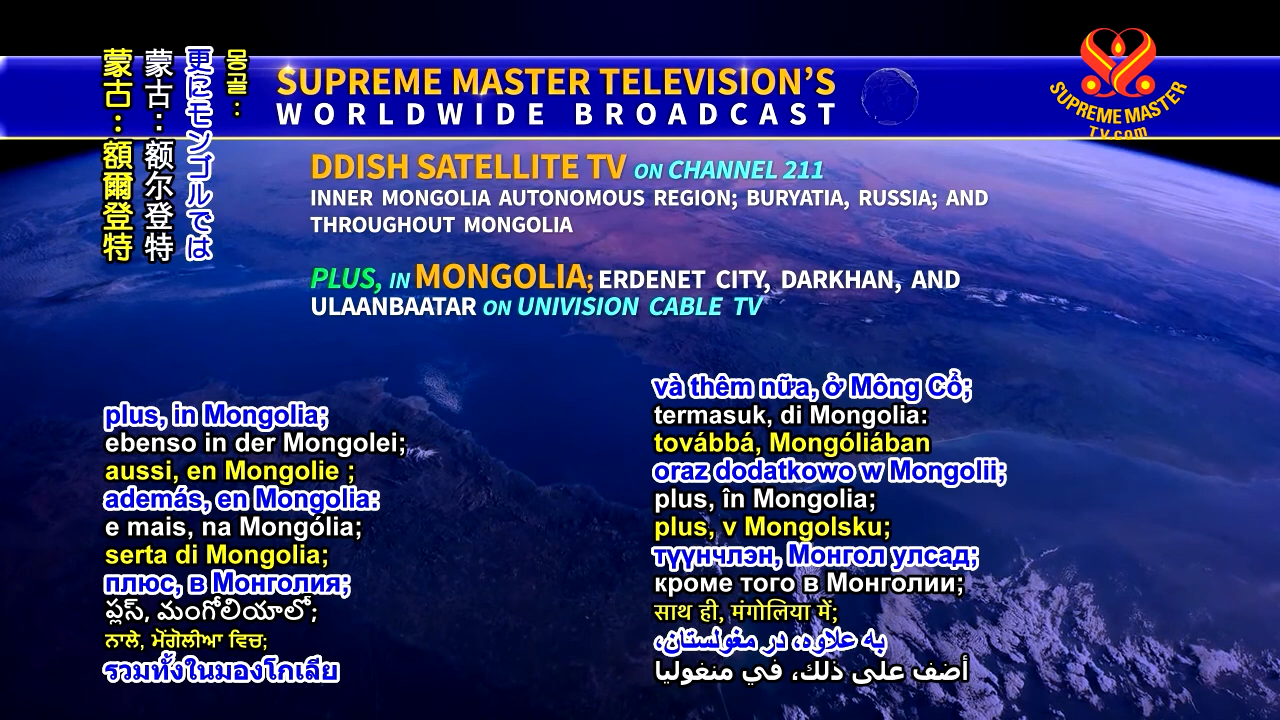 蒙古：額爾登特
蒙古：额尔登特
更にモンゴルでは
몽골：
SUPREME MASTER TELEVISION'S
WORLDWIDE BROADCAST
SUPREME MASTER
TV.com
DDISH SATELLITE TV ON CHANNEL 211
INNER MONGOLIA AUTONOMOUS REGION; BURYATIA, RUSSIA; AND
THROUGHOUT MONGOLIA
PLUS, IN MONGOLIA; ERDENET CITY, DARKHAN, AND
ULAANBAATAR ON UNIVISION CABLE TV
plus, in Mongolia;
ebenso in der Mongolei;
aussi, en Mongolie ;
además, en Mongolia:
e mais, na Mongólia;
serta di Mongolia;
плюс, в Монголия;
ప్లస్, మంగోలియాలో;
ਨਾਲੇ, ਮੋਂਗੋਲੀਆ ਵਿਚ;
รวมทั้งในมองโกเลีย
và thêm nữa, ở Mông Cổ;
termasuk, di Mongolia:
továbbá, Mongóliában
oraz dodatkowo w Mongolii;
plus, în Mongolia;
plus, v Mongolsku;
түүнчлэн, Монгол улсад;
кроме того в Монголии;
साथ ही, मंगोलिया में;
به علاوه، در مغولستان،
أضف على ذلك، في منغوليا